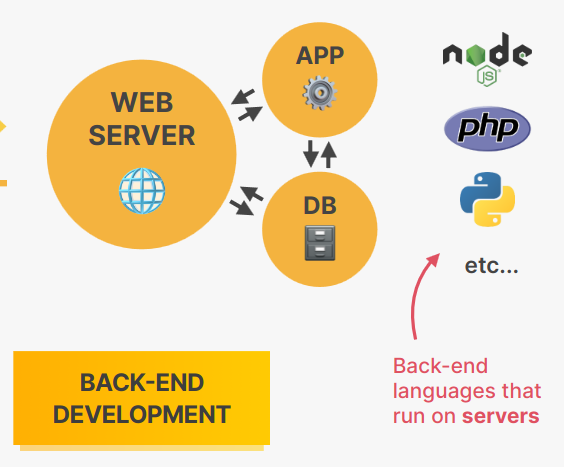 WEB
SERVER
APP
DB
node
JS
php
etc...
BACK-END
DEVELOPMENT
Back-end
languages that
run on servers